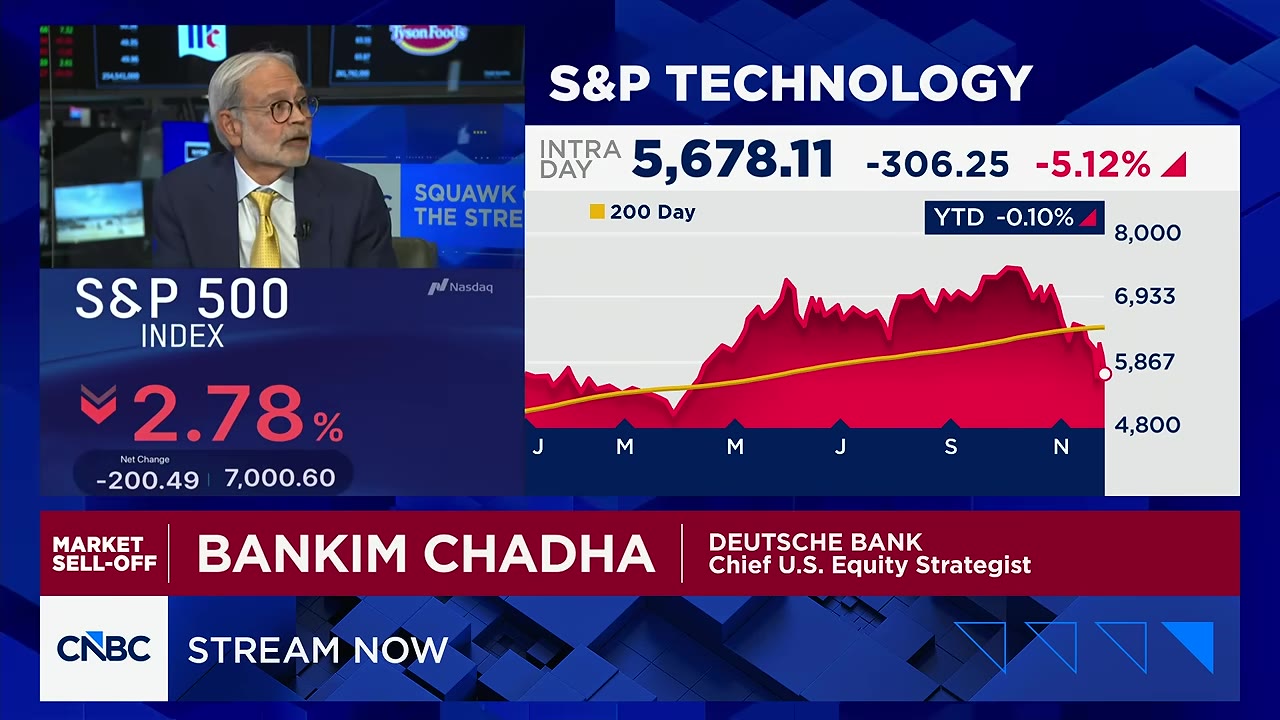 Tyson Foods
SQUAWK
THE STRE
S&P 500
INDEX
Nasdaq
2.78%
Net Change
-200.49 7,000.60
S&P TECHNOLOGY
INTRA
DAY
5,678.11 -306.25 -5.12%
200 Day
YTD -0.10%
8,000
6,933
5,867
4,800
J M M J S N
MARKET
SELL-OFF
BANKIM CHADHA
DEUTSCHE BANK
Chief U.S. Equity Strategist
CNBC
STREAM NOW